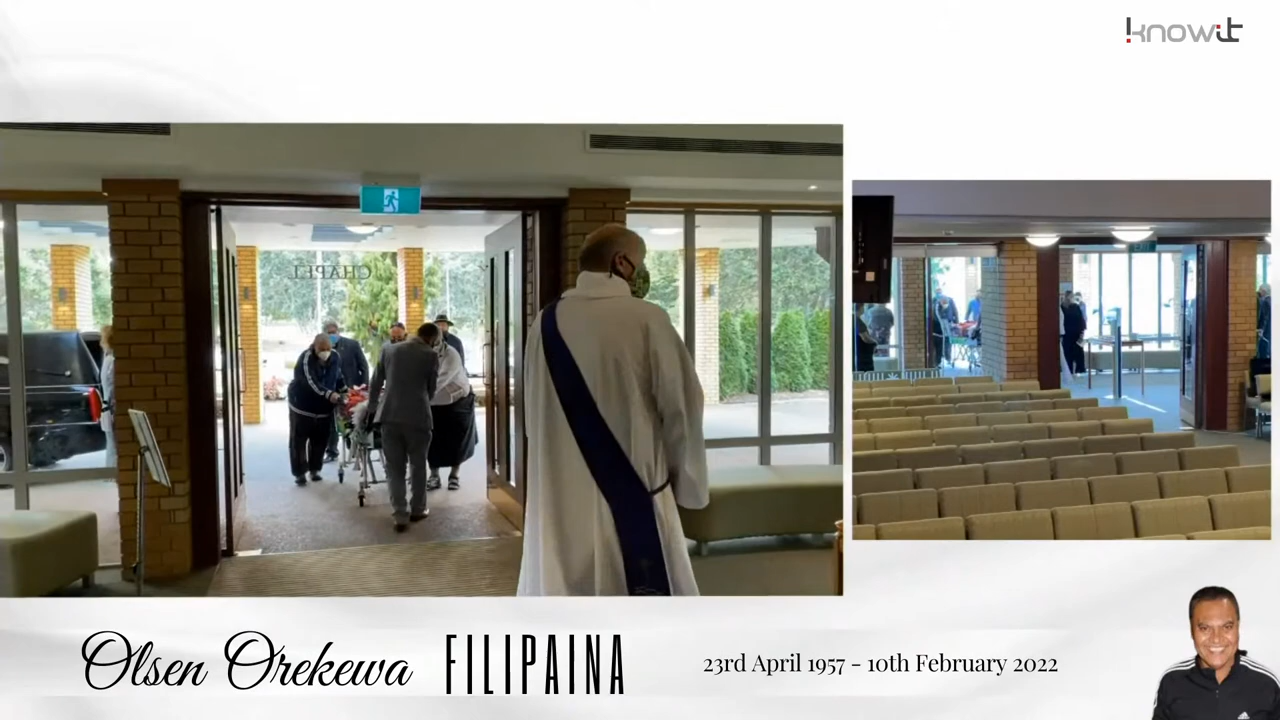 !knowit
CHAPEL
Olsen Orekewa FILIPAINA
23rd April 1957 - 10th February 2022